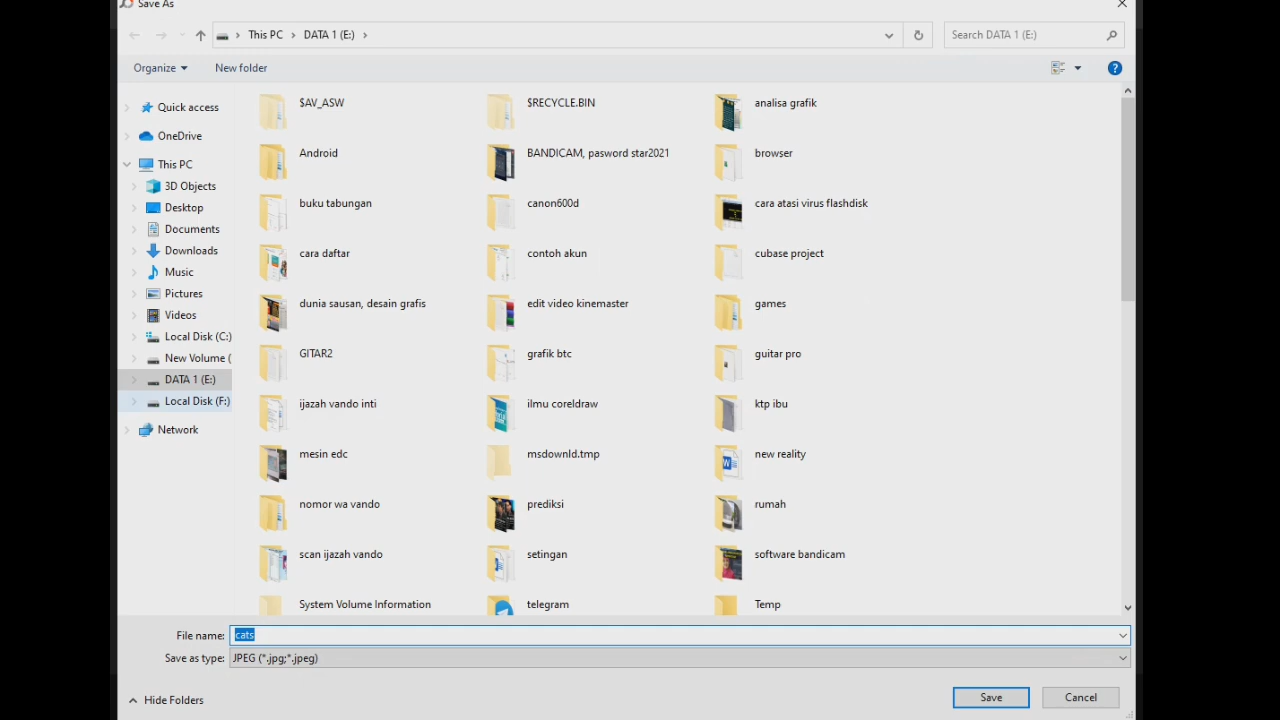 Save As
This PC > DATA 1 (E:) >
Search DATA 1 (E:)
Organize
New folder
Quick access
OneDrive
This PC
3D Objects
Desktop
Documents
Downloads
Music
Pictures
Videos
Local Disk (C:)
New Volume (
DATA 1 (E:)
Local Disk (F:)
Network
$AV_ASW
$RECYCLE.BIN
analisa grafik
Android
BANDICAM, pasword star2021
browser
buku tabungan
canon600d
cara atasi virus flashdisk
cara daftar
contoh akun
cubase project
dunia sausan, desain grafis
edit video kinemaster
games
GITAR2
grafik btc
guitar pro
ijazah vando inti
ilmu coreldraw
ktp ibu
mesin edc
msdownld.tmp
new reality
nomor wa vando
prediksi
rumah
scan ijazah vando
setingan
software bandicam
System Volume Information
telegram
Temp
File name: cats
Save as type: JPEG (*.jpg;*.jpeg)
Hide Folders
Save
Cancel